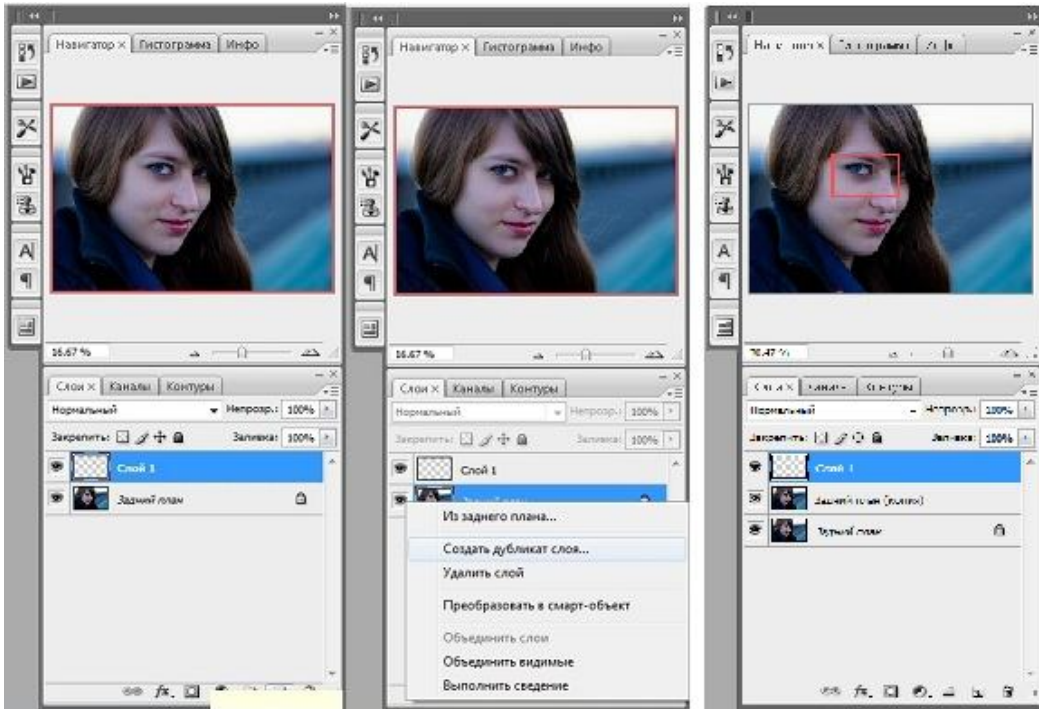 Навигатор × Гистограмма Инфо
16.67 %
Слои × Каналы Контуры
Нормальный Непрозр.: 100%
Закрепить: Заливка: 100%
Слой 1
Задний план
fx.
Навигатор × Гистограмма Инфо
16.67 %
Слои × Каналы Контуры
Нормальный Непрозр.: 100%
Закрепить: Заливка: 100%
Слой 1
Из заднего плана...
Создать дубликат слоя...
Удалить слой
Преобразовать в смарт-объект
Объединить слои
Объединить видимые
Выполнить сведение
Нормальный 100%
100%
Слой 1
Задний план (копия)
Задний план
fx.